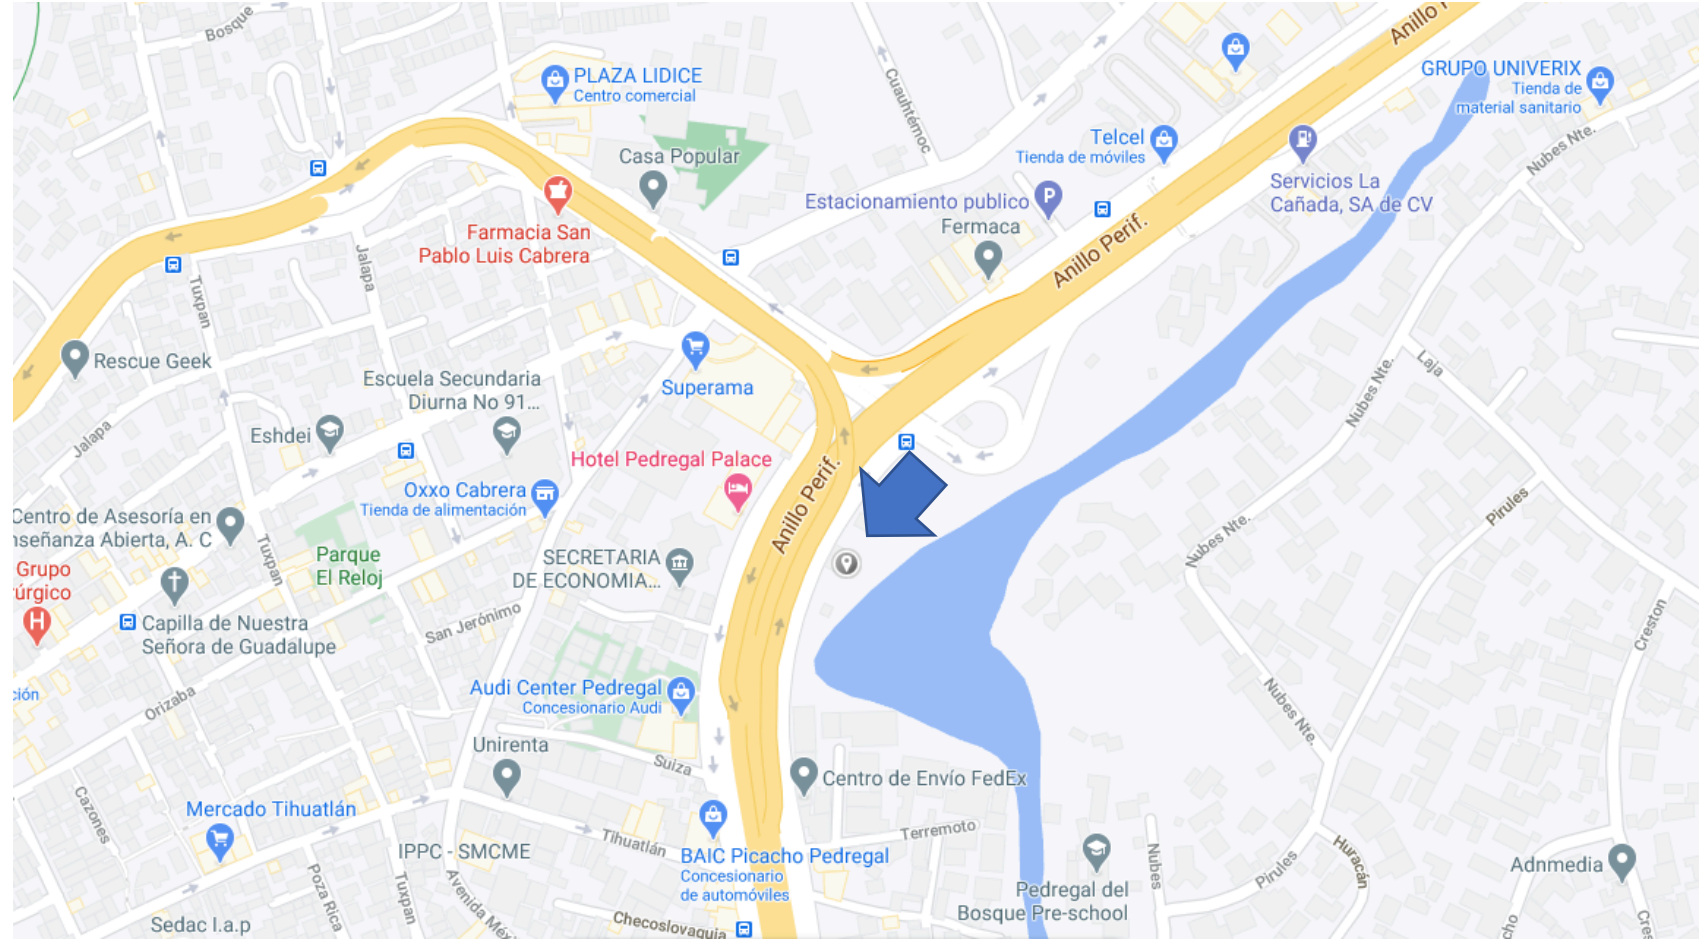 Bosque
Anillo P
PLAZA LIDICE
Centro comercial
Cuauhtémoc
GRUPO UNIVERIX
Tienda de
material sanitario
Telcel
Tienda de móviles
Nubes Nte.
Casa Popular
Servicios La
Cañada, SA de CV
Estacionamiento publico
P
Fermaca
Anillo Perif.
Farmacia San
Pablo Luis Cabrera
Jalapa
Tuxpan
Rescue Geek
Escuela Secundaria
Diurna No 91...
Superama
Laja
Nubes Nte.
Jalapa
Eshdei
Hotel Pedregal Palace
Anillo Perif.
Oxxo Cabrera
Tienda de alimentación
Pirules
Centro de Asesoría en
nseñanza Abierta, A. C
Nubes Nte.
Tuxpan
Parque
El Reloj
SECRETARIA
DE ECONOMIA...
Grupo
úrgico
H
Capilla de Nuestra
Señora de Guadalupe
San Jerónimo
Creston
ción
Orizaba
Audi Center Pedregal
Concesionario Audi
Nubes Nte.
Unirenta
Suiza
Centro de Envío FedEx
Cazones
Mercado Tihuatlán
Tihuatlán
Terremoto
IPPC - SMCME
BAIC Picacho Pedregal
Concesionario
de automóviles
Huracán
Pirules
Nubes
Adnmedia
Poza Rica
Tuxpan
Avenida Méxi
Pedregal del
Bosque Pre-school
Sedac I.a.p
Checoslovaquia
cho
Cres